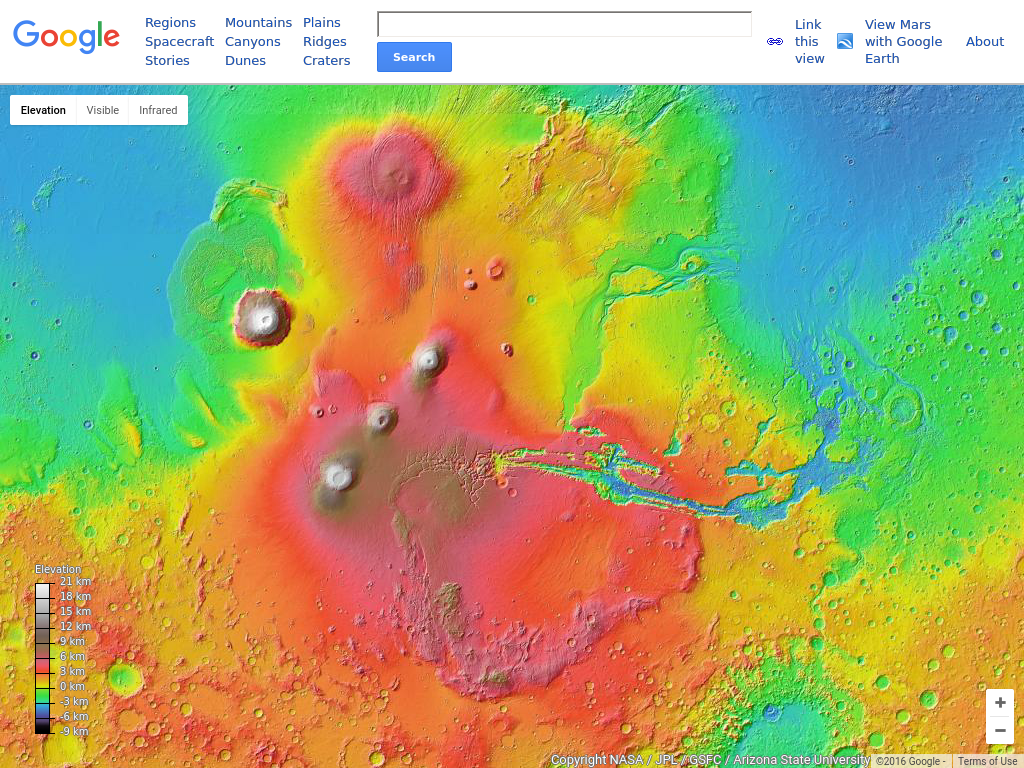 Google
Regions Mountains Plains
Spacecraft Canyons Ridges
Stories Dunes Craters
Search
Link this view
View Mars with Google Earth
About
Elevation Visible Infrared
Elevation
21 km
18 km
15 km
12 km
9 km
6 km
3 km
0 km
-3 km
-6 km
-9 km
+
−
Copyright NASA / JPL / GSFC / Arizona State University ©2016 Google - Terms of Use